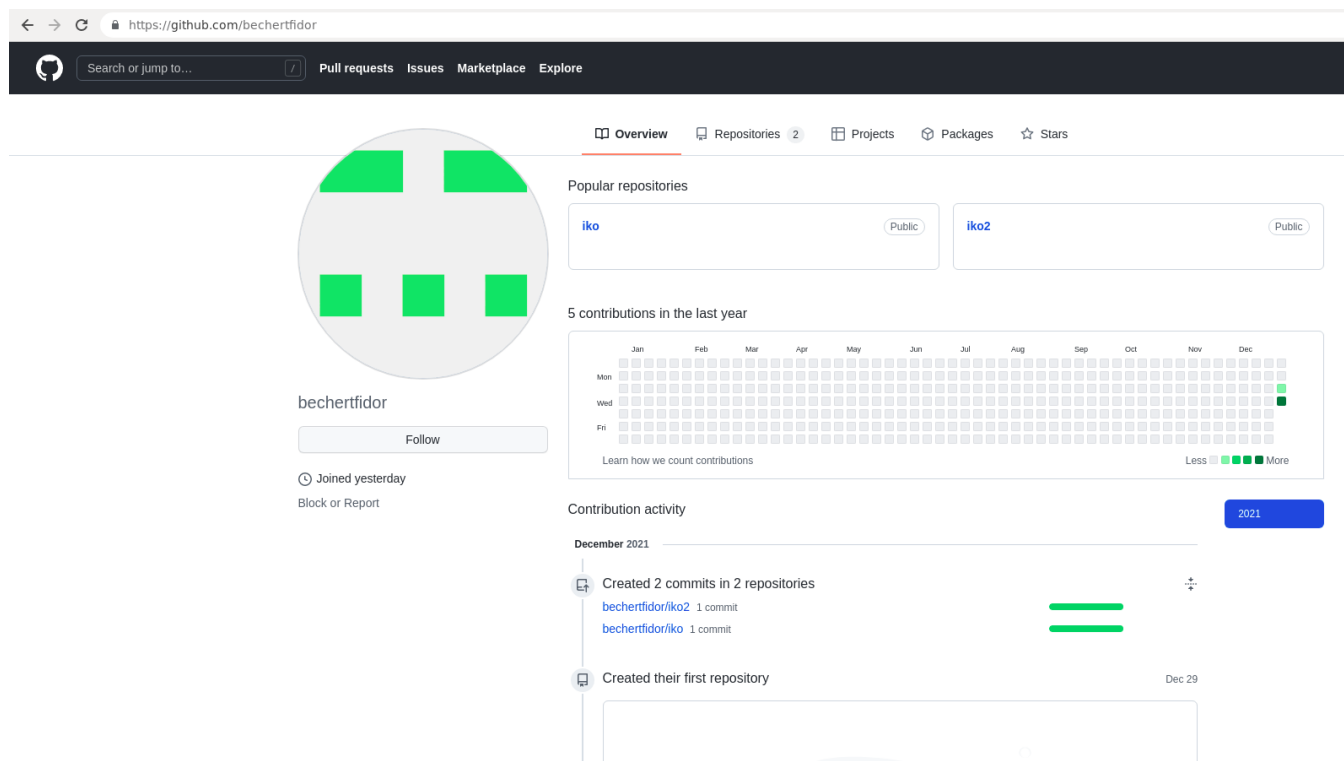 https://github.com/bechertfidor
Search or jump to… /
Pull requests Issues Marketplace Explore
Overview Repositories 2 Projects Packages Stars
Popular repositories
iko Public
iko2 Public
5 contributions in the last year
Jan Feb Mar Apr May Jun Jul Aug Sep Oct Nov Dec
Mon
Wed
Fri
Learn how we count contributions
Less More
bechertfidor
Follow
Joined yesterday
Block or Report
Contribution activity
2021
December 2021
Created 2 commits in 2 repositories
bechertfidor/iko2 1 commit
bechertfidor/iko 1 commit
Created their first repository Dec 29